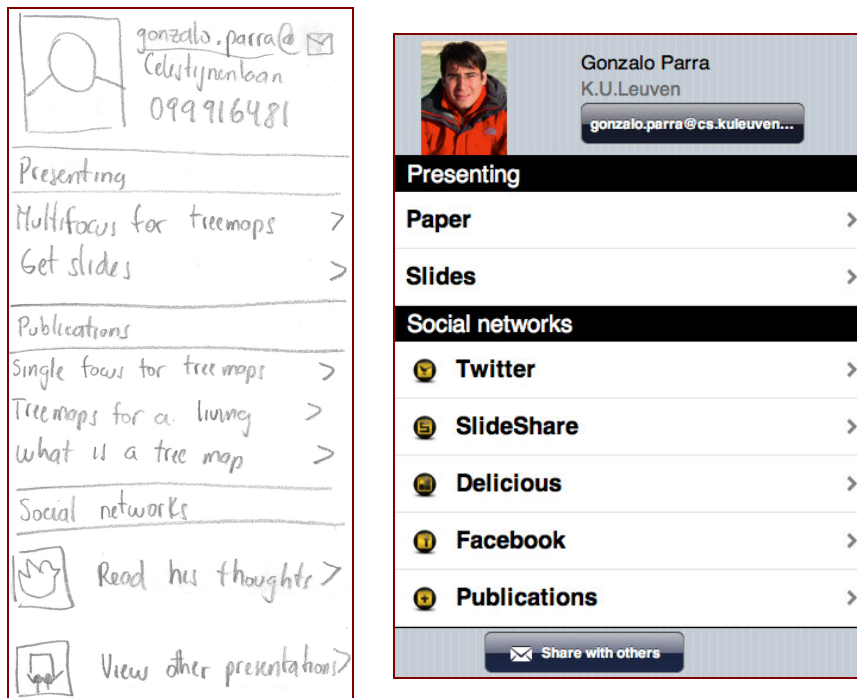 gonzalo.parra@
Celestijnenlaan
099916481
Presenting
Multifocus for treemaps >
Get slides >
Publications
Single focus for tree maps >
Treemaps for a living >
what is a tree map >
Social networks
Read his thoughts >
View other presentations >
Gonzalo Parra
K.U.Leuven
gonzalo.parra@cs.kuleuven...
Presenting
Paper >
Slides >
Social networks
Twitter >
SlideShare >
Delicious >
Facebook >
Publications >
Share with others